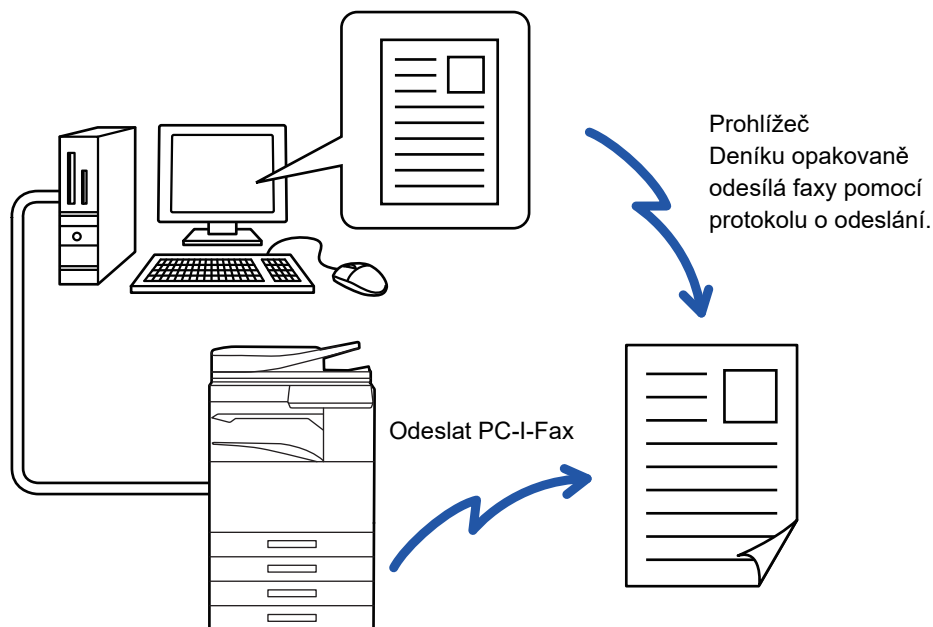 Prohlížeč
Deníku opakovaně
odesílá faxy pomocí
protokolu o odeslání.
Odeslat PC-I-Fax